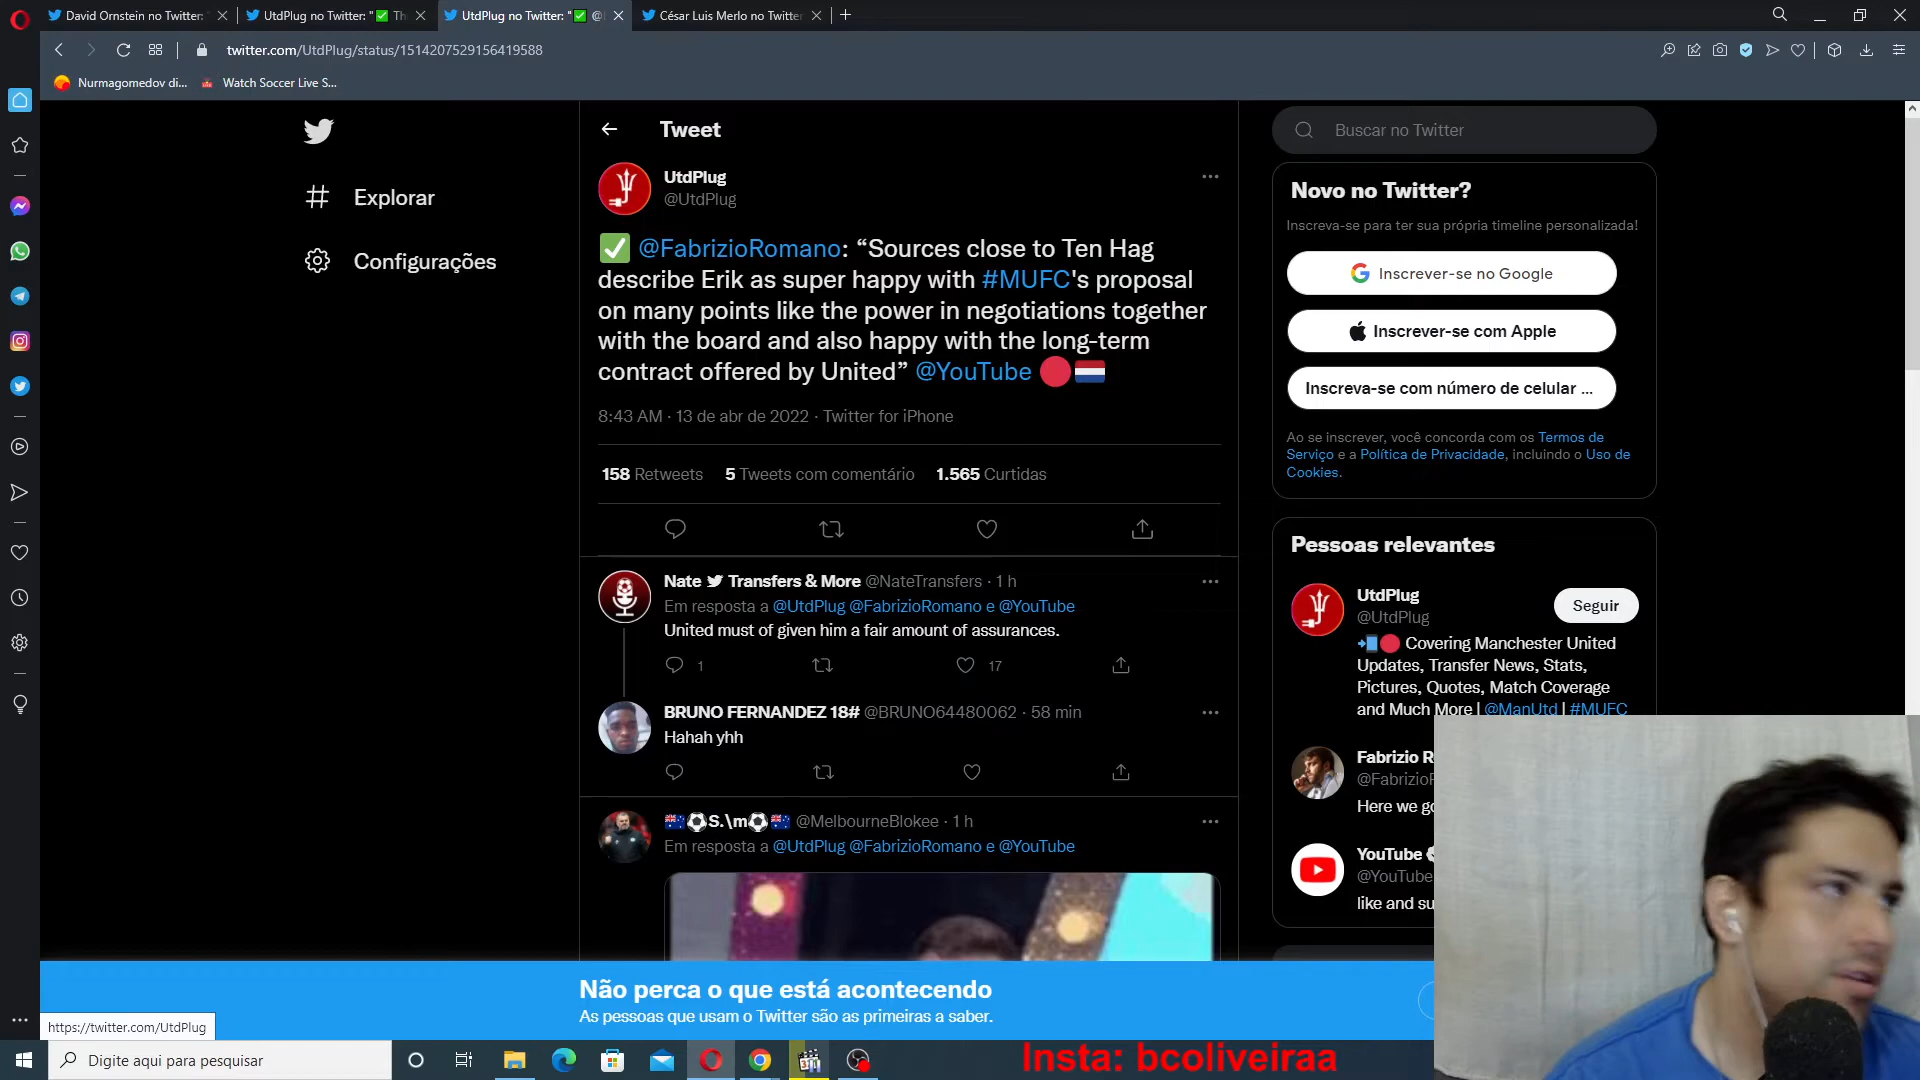 David Ornstein no Twitter:
UtdPlug no Twitter: "✅ Th
UtdPlug no Twitter: "✅ @
César Luis Merlo no Twitter
twitter.com/UtdPlug/status/1514207529156419588
Nurmagomedov di...
Watch Soccer Live S...
Explorar
Configurações
Tweet
UtdPlug
@UtdPlug
✅ @FabrizioRomano: “Sources close to Ten Hag
describe Erik as super happy with #MUFC's proposal
on many points like the power in negotiations together
with the board and also happy with the long-term
contract offered by United” @YouTube 🔴🇳🇱
8:43 AM · 13 de abr de 2022 · Twitter for iPhone
158 Retweets 5 Tweets com comentário 1.565 Curtidas
Nate Transfers & More @NateTransfers · 1 h
Em resposta a @UtdPlug @FabrizioRomano e @YouTube
United must of given him a fair amount of assurances.
1 17
BRUNO FERNANDEZ 18# @BRUNO64480062 · 58 min
Hahah yhh
🇦🇺⚽S.\m⚽🇦🇺 @MelbourneBlokee · 1 h
Em resposta a @UtdPlug @FabrizioRomano e @YouTube
Buscar no Twitter
Novo no Twitter?
Inscreva-se para ter sua própria timeline personalizada!
Inscrever-se no Google
Inscrever-se com Apple
Inscreva-se com número de celular ...
Ao se inscrever, você concorda com os Termos de
Serviço e a Política de Privacidade, incluindo o Uso de
Cookies.
Pessoas relevantes
UtdPlug
@UtdPlug
Seguir
📲🔴 Covering Manchester United
Updates, Transfer News, Stats,
Pictures, Quotes, Match Coverage
and Much More | @ManUtd | #MUFC
Fabrizio R
@FabrizioR
Here we go
YouTube
@YouTube
like and su
Não perca o que está acontecendo
As pessoas que usam o Twitter são as primeiras a saber.
https://twitter.com/UtdPlug
Digite aqui para pesquisar
Insta: bcoliveiraa